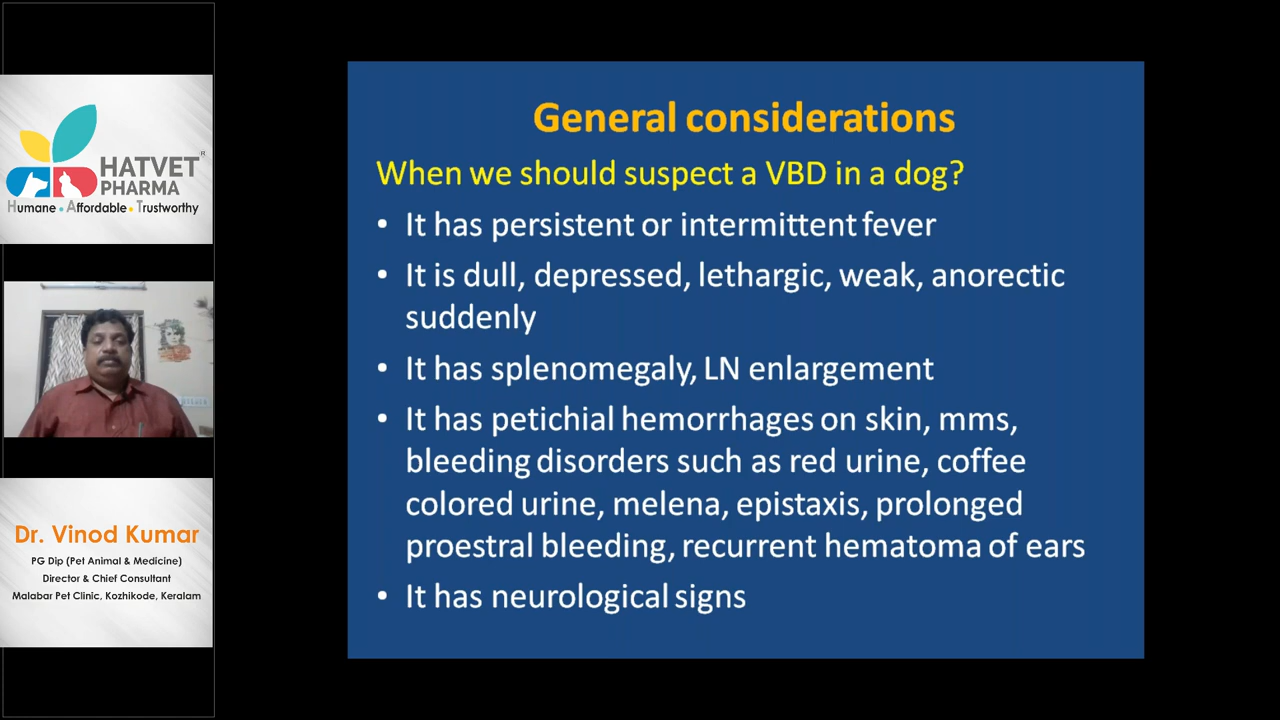 HATVET®
PHARMA
Humane • Affordable • Trustworthy
Dr. Vinod Kumar
PG Dip (Pet Animal & Medicine)
Director & Chief Consultant
Malabar Pet Clinic, Kozhikode, Keralam
General considerations
When we should suspect a VBD in a dog?
• It has persistent or intermittent fever
• It is dull, depressed, lethargic, weak, anorectic
suddenly
• It has splenomegaly, LN enlargement
• It has petichial hemorrhages on skin, mms,
bleeding disorders such as red urine, coffee
colored urine, melena, epistaxis, prolonged
proestral bleeding, recurrent hematoma of ears
• It has neurological signs